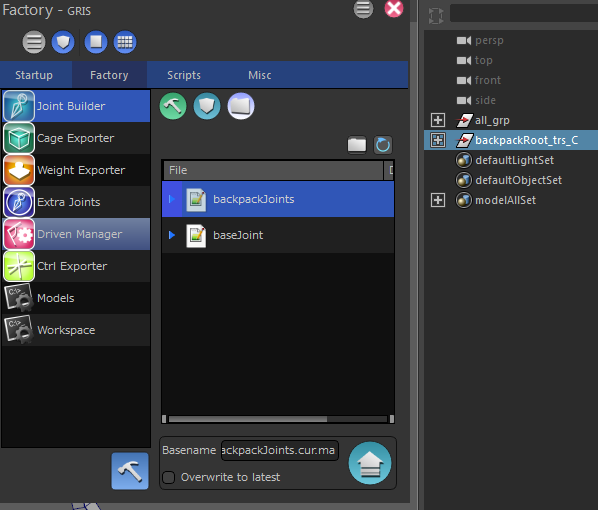 Factory - GRIS
Startup Factory Scripts Misc
Joint Builder
Cage Exporter
Weight Exporter
Extra Joints
Driven Manager
Ctrl Exporter
Models
Workspace
File
backpackJoints
baseJoint
Basename ackpackJoints.cur.ma
Overwrite to latest
persp
top
front
side
all_grp
backpackRoot_trs_C
defaultLightSet
defaultObjectSet
modelAllSet